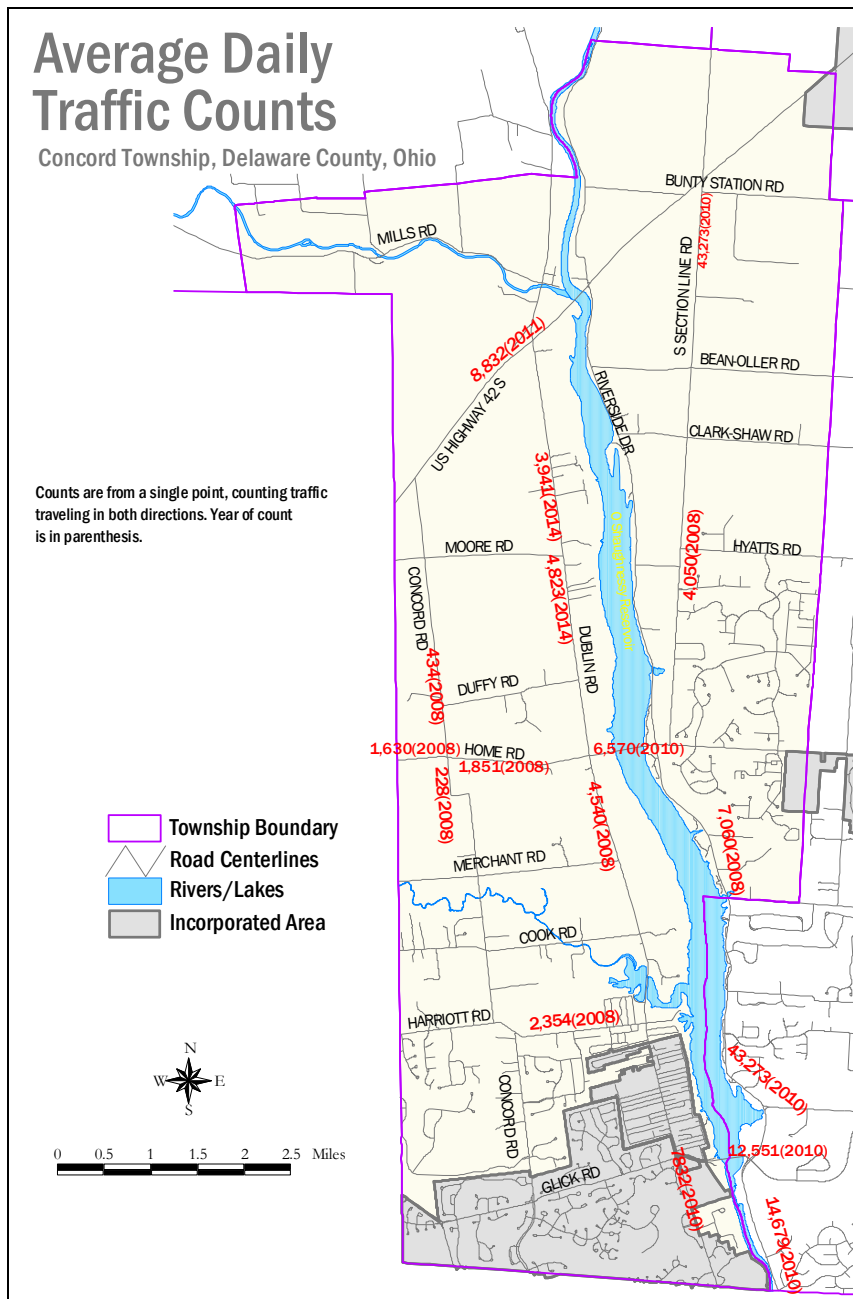 Average Daily
Traffic Counts
Concord Township, Delaware County, Ohio
BUNTY STATION RD
43,273(2010)
MILLS RD
S SECTION LINE RD
8,832(2011)
BEAN-OLLER RD
US HIGHWAY 42 S
RIVERSIDE DR
CLARK-SHAW RD
3,941(2014)
Counts are from a single point, counting traffic
traveling in both directions. Year of count
is in parenthesis.
O'Shaughnessy Reservoir
4,050(2008)
MOORE RD
HYATTS RD
4,823(2014)
CONCORD RD
DUBLIN RD
434(2008)
DUFFY RD
1,630(2008)
HOME RD
6,570(2010)
1,851(2008)
228(2008)
4,540(2008)
7,060(2008)
Township Boundary
Road Centerlines
Rivers/Lakes
Incorporated Area
MERCHANT RD
COOK RD
HARRIOTT RD
2,354(2008)
43,273(2010)
N
W
E
S
CONCORD RD
12,551(2010)
0 0.5 1 1.5 2 2.5 Miles
GLICK RD
7832(2010)
14,679(2010)